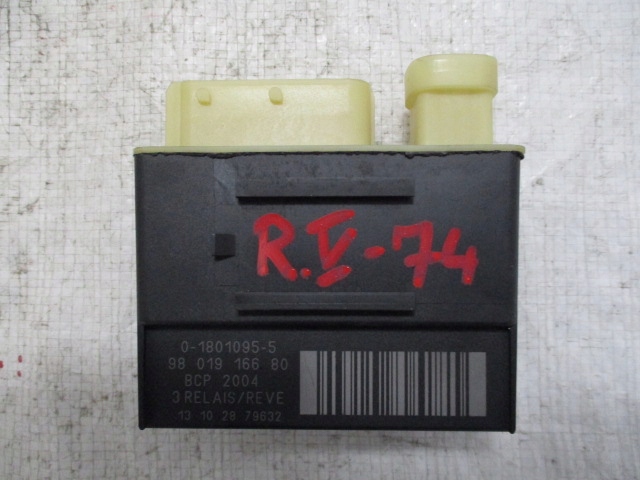 R.V-74
0-1801095-5
98 019 166 80
BCP 2004
3 RELAIS/REVE
13 10 28 79632